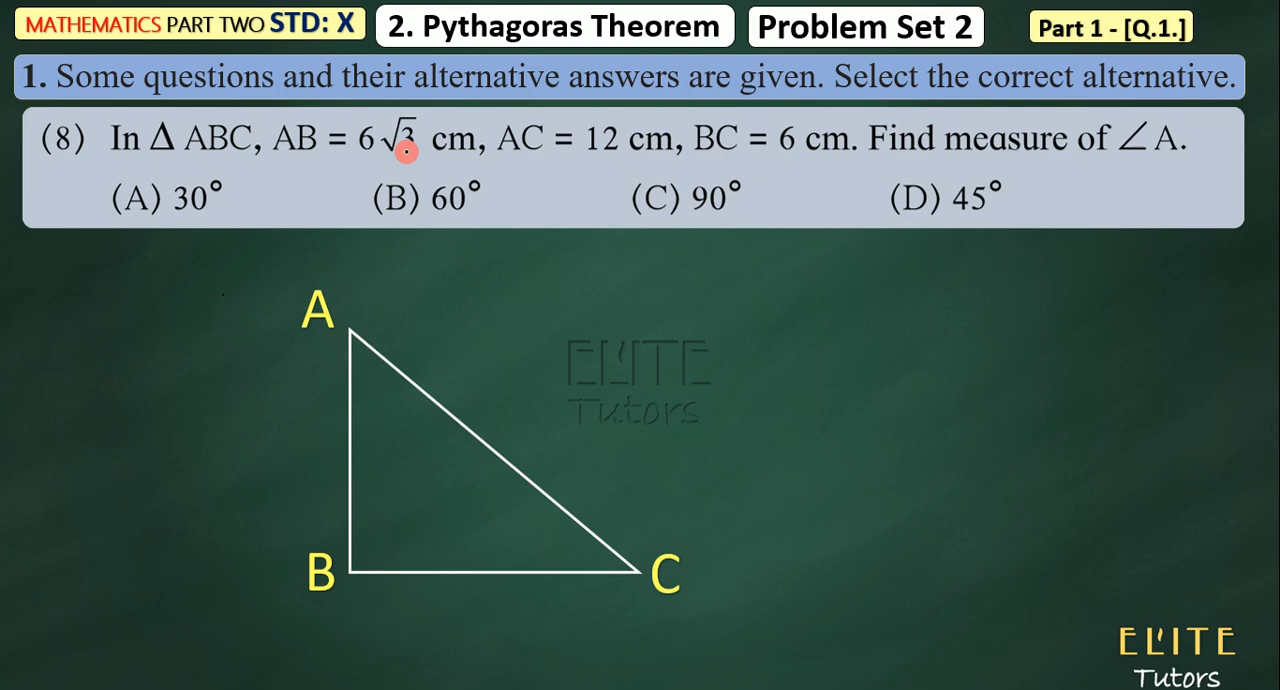 MATHEMATICS PART TWO STD: X 2. Pythagoras Theorem Problem Set 2 Part 1 - [Q.1.]
1. Some questions and their alternative answers are given. Select the correct alternative.
(8) In Δ ABC, AB = 6√3 cm, AC = 12 cm, BC = 6 cm. Find measure of ∠A.
(A) 30° (B) 60° (C) 90° (D) 45°
A
ELITE
Tutors
B C
ELITE
Tutors